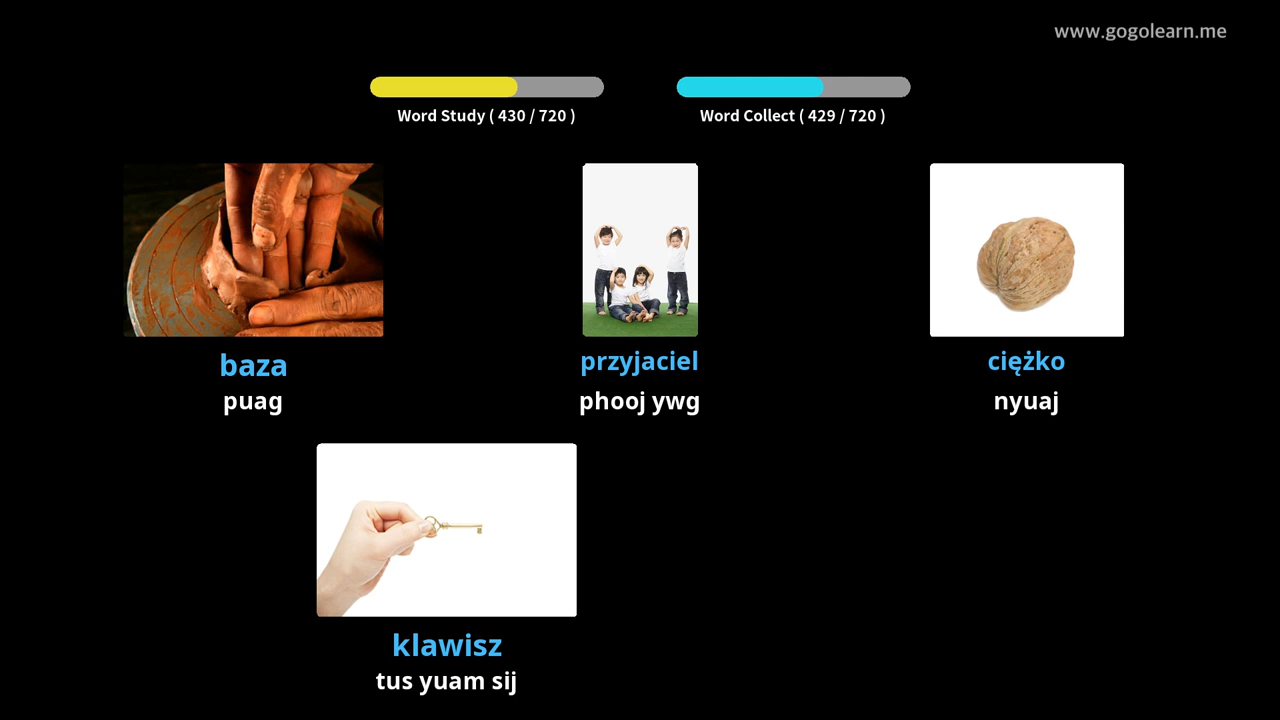 www.gogolearn.me
Word Study ( 430 / 720 )
Word Collect ( 429 / 720 )
baza
puag
przyjaciel
phooj ywg
ciężko
nyuaj
klawisz
tus yuam sij